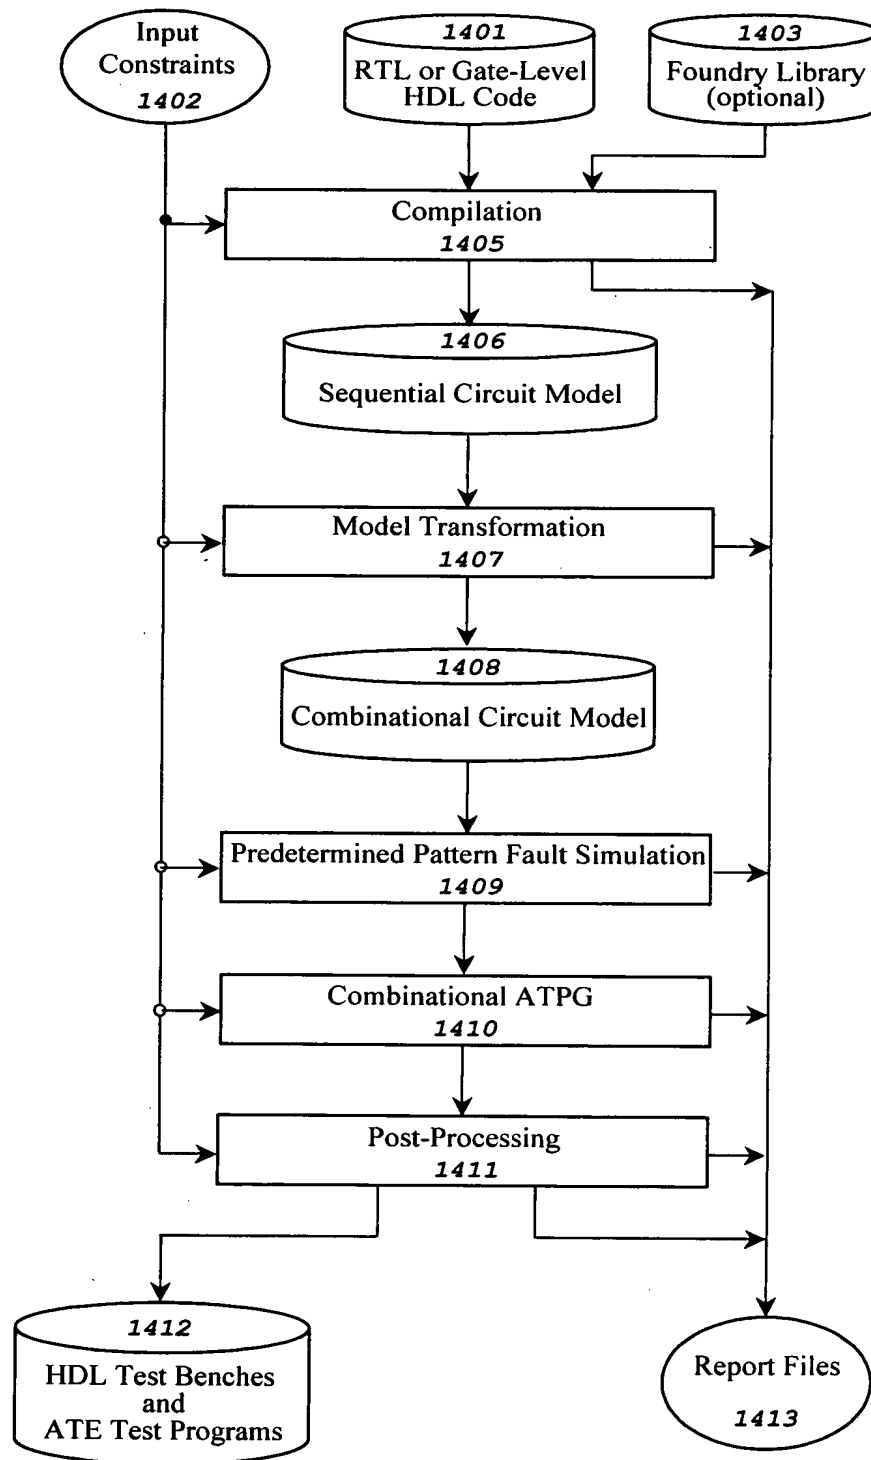 Input
Constraints
1402
1401
RTL or Gate-Level
HDL Code
1403
Foundry Library
(optional)
Compilation
1405
1406
Sequential Circuit Model
Model Transformation
1407
1408
Combinational Circuit Model
Predetermined Pattern Fault Simulation
1409
Combinational ATPG
1410
Post-Processing
1411
1412
HDL Test Benches
and
ATE Test Programs
Report Files
1413